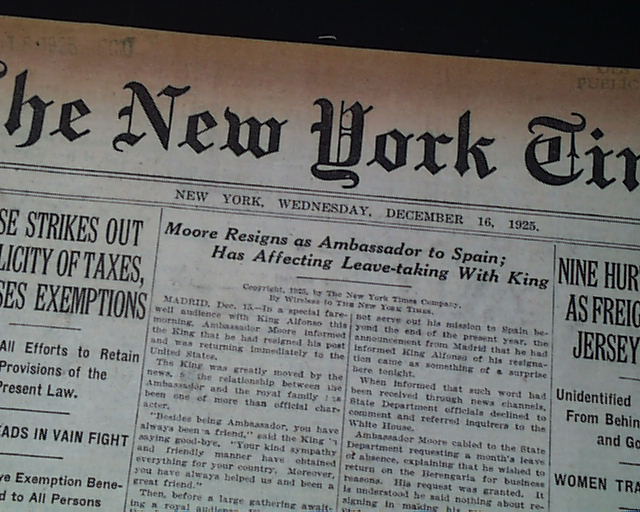 The New York Tim
NEW YORK, WEDNESDAY, DECEMBER 16, 1925.
SE STRIKES OUT
LICITY OF TAXES,
SES EXEMPTIONS
All Efforts to Retain
Provisions of the
Present Law.
EADS IN VAIN FIGHT
ve Exemption Bene-
d to All Persons
Moore Resigns as Ambassador to Spain;
Has Affecting Leave-taking With King
Copyright, 1925, by The New York Times Company.
By Wireless to THE NEW YORK TIMES.
MADRID, Dec. 15.—In a special fare-
well audience with King Alfonso this
morning, Ambassador Moore informed
the King that he had resigned his post
and was returning immediately to the
United States.
The King was greatly moved by the
news, as the relationship between the
Ambassador and the royal family has
been one of more than official char-
acter.
"Besides being Ambassador, you have
always been a friend," said the King
saying good-bye. "Your kind sympathy
and friendly manner have obtained
everything for your country. Moreover,
you have always helped us and been a
great friend."
Then, before a large gathering await-
ing a royal audience,
not serve out his mission to Spain be-
yond the end of the present year, the
announcement from Madrid that he had
informed King Alfonso of his resigna-
tion came as something of a surprise
here tonight.
When informed that such word had
been received through news channels,
State Department officials declined to
comment and referred inquirers to the
White House.
Ambassador Moore cabled to the State
Department requesting a month's leave
of absence, explaining that he wished to
return on the Berengaria for business
reasons. His request was granted. It
is understood he said nothing about re-
signing in making his
NINE HUR
AS FREIG
JERSEY
Unidentified
From Behin
and Go
WOMEN TRA